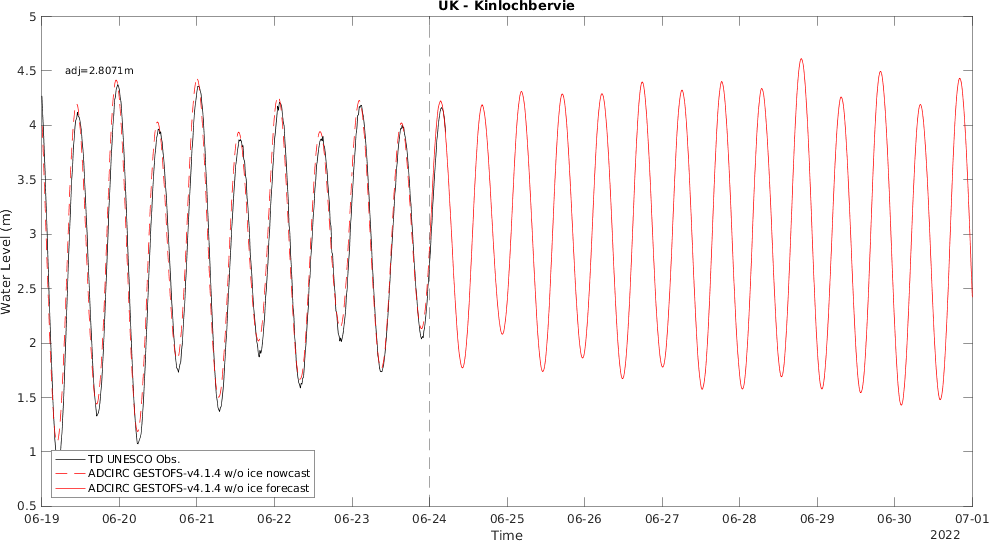 UK - Kinlochbervie
5
4.5
4
3.5
3
2.5
2
1.5
1
0.5
Water Level (m)
adj=2.8071m
TD UNESCO Obs.
ADCIRC GESTOFS-v4.1.4 w/o ice nowcast
ADCIRC GESTOFS-v4.1.4 w/o ice forecast
06-19 06-20 06-21 06-22 06-23 06-24 06-25 06-26 06-27 06-28 06-29 06-30 07-01
Time
2022